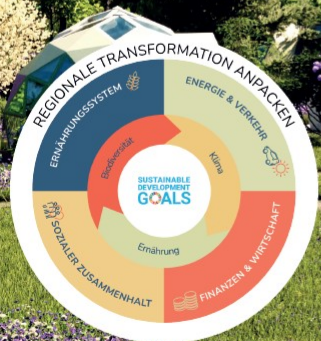 REGIONALE TRANSFORMATION ANPACKEN
ERNÄHRUNGSSYSTEM
ENERGIE & VERKEHR
Biodiversität
Klima
SUSTAINABLE
DEVELOPMENT
GOALS
Ernährung
SOZIALER ZUSAMMENHALT
FINANZEN & WIRTSCHAFT